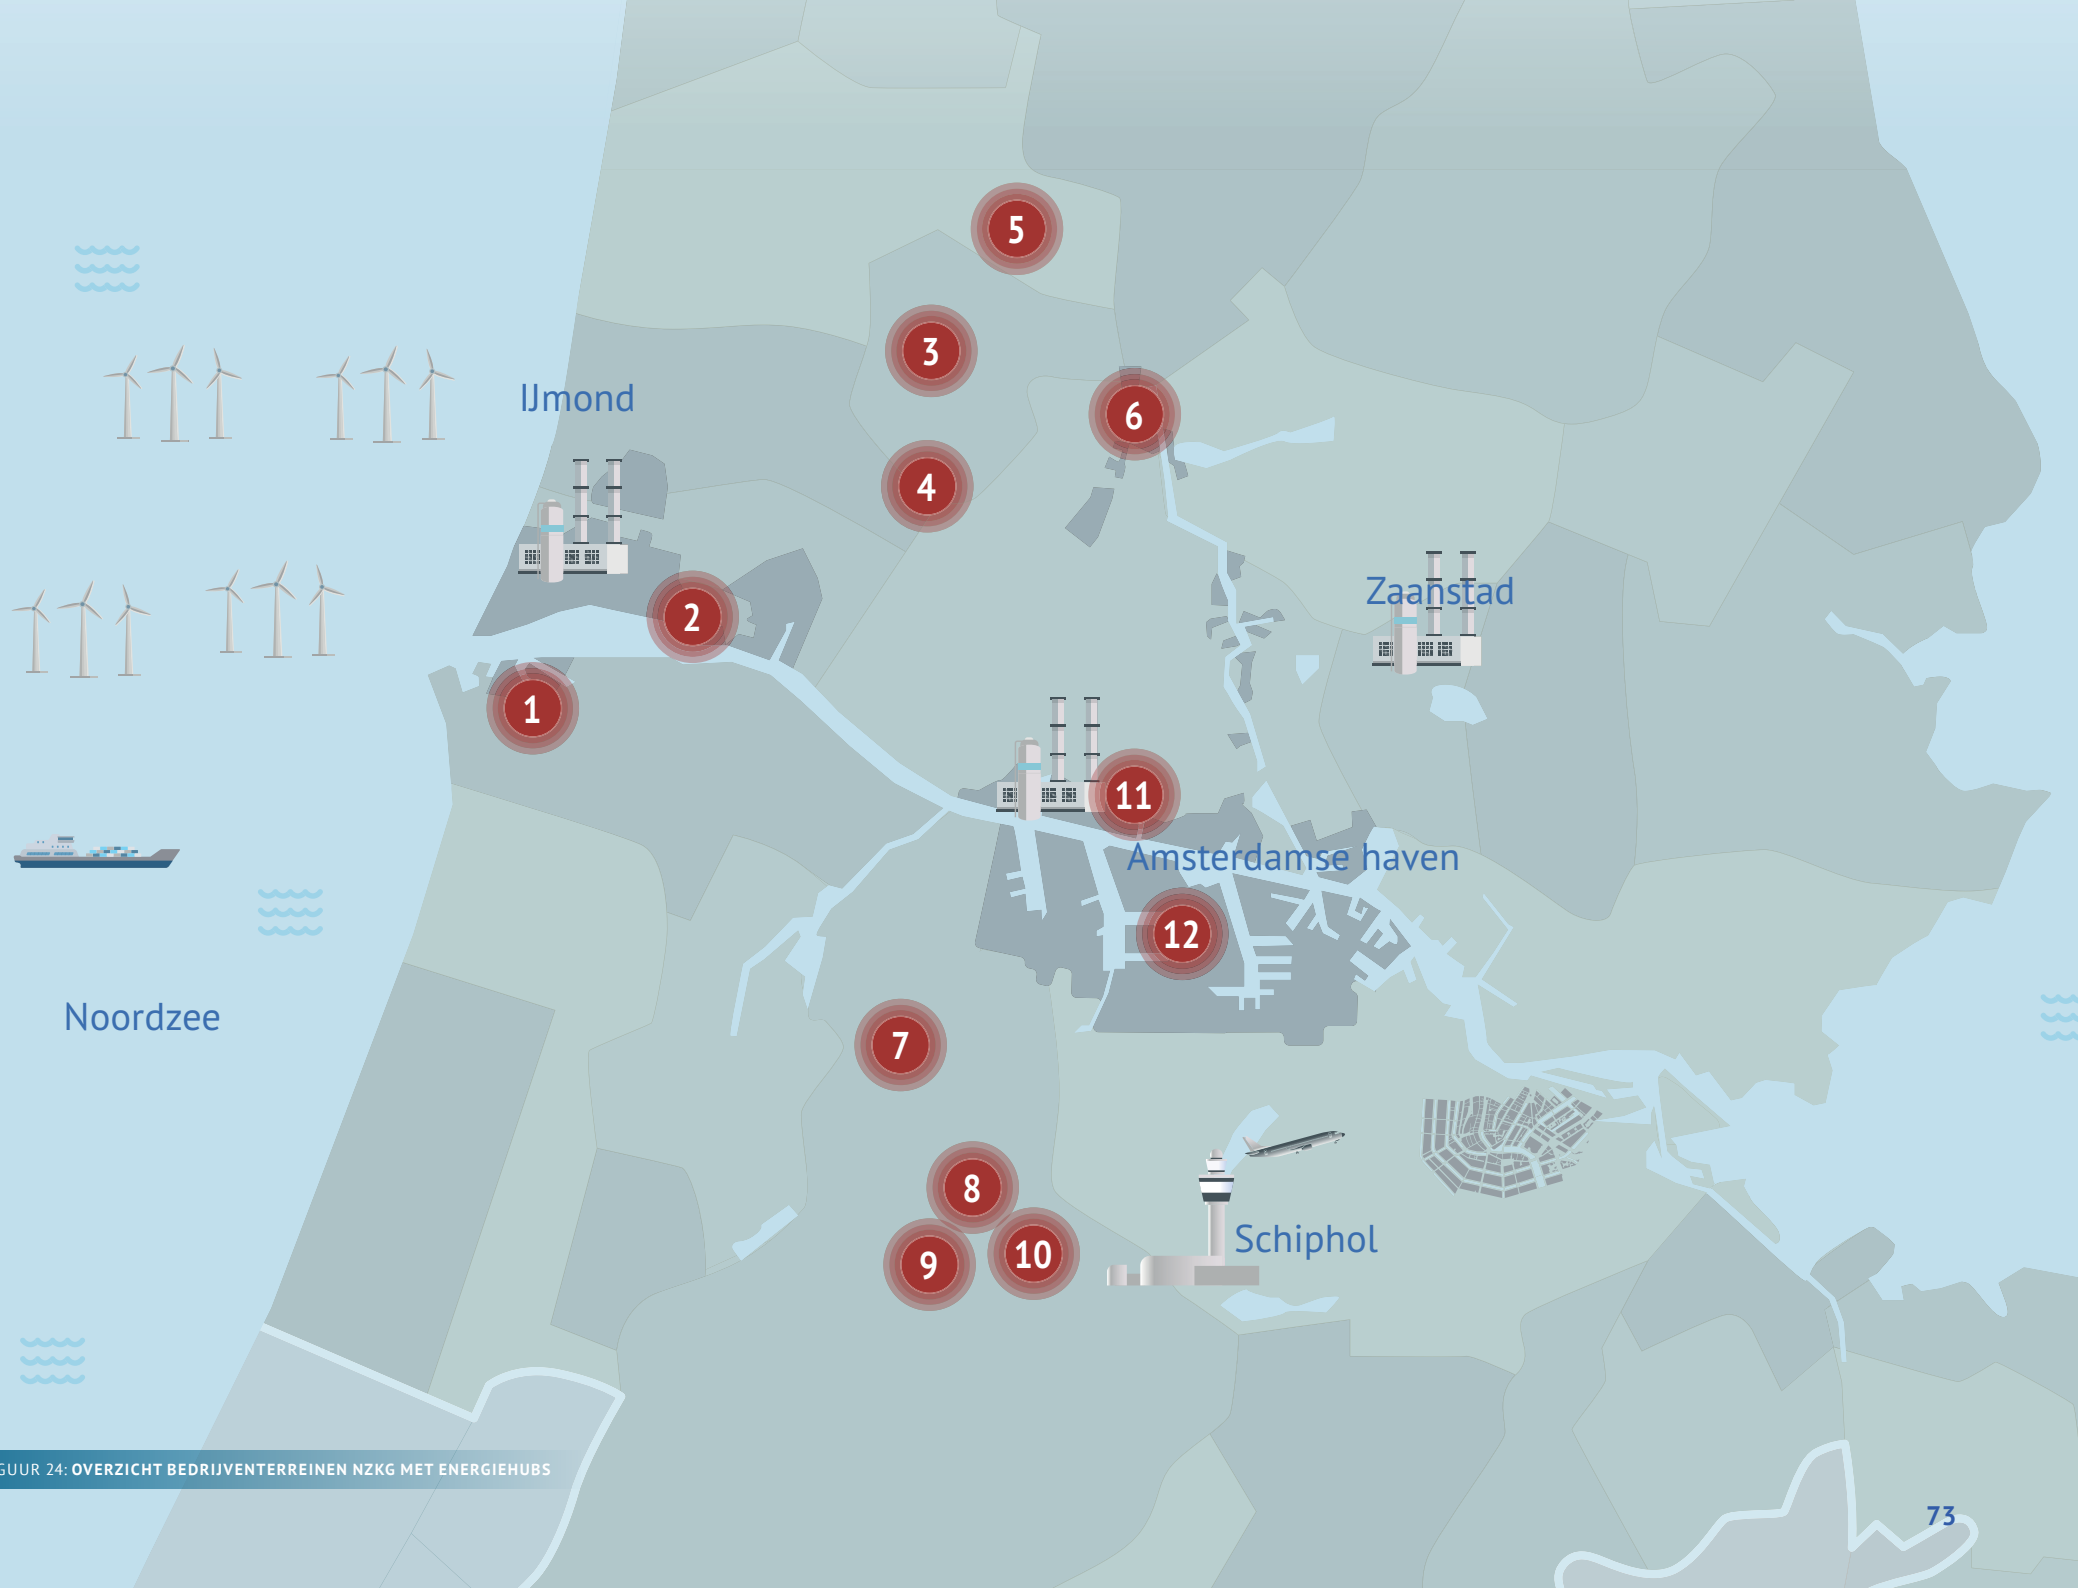 5
3
IJmond
6
4
Zaanstad
2
1
11
Amsterdamse haven
12
Noordzee
7
8
Schiphol
10
9
GUUR 24: OVERZICHT BEDRIJVENTERREINEN NZKG MET ENERGIEHUBS
73